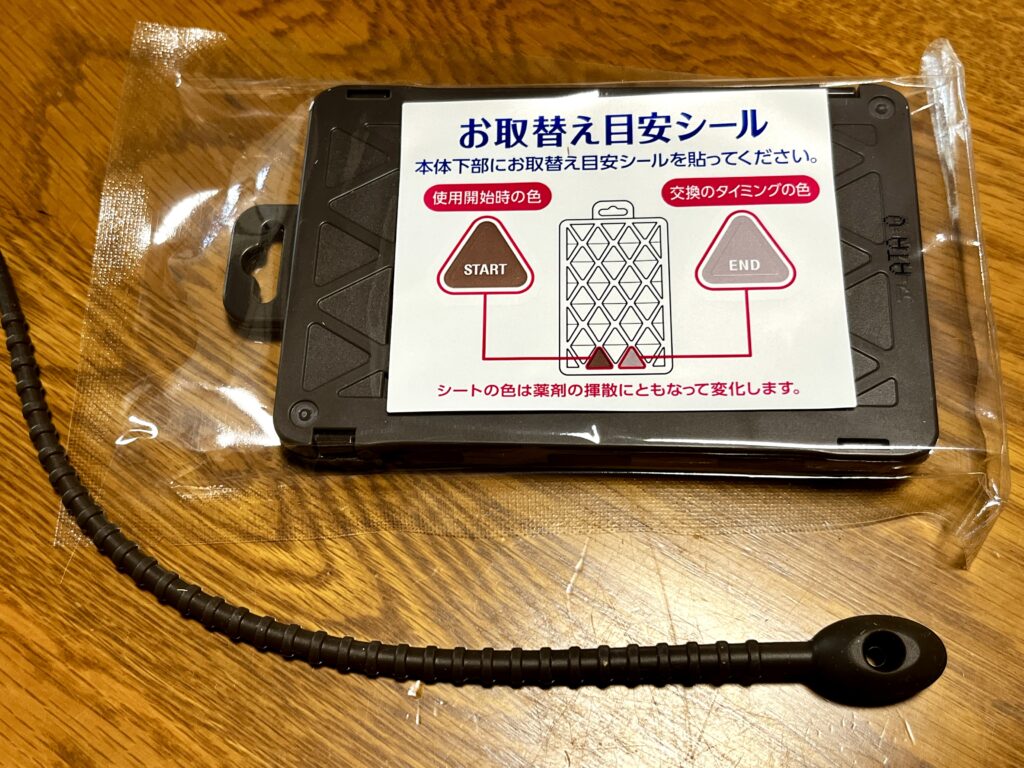 お取替え目安シール
本体下部にお取替え目安シールを貼ってください。
使用開始時の色
交換のタイミングの色
START
END
シートの色は薬剤の揮散にともなって変化します。